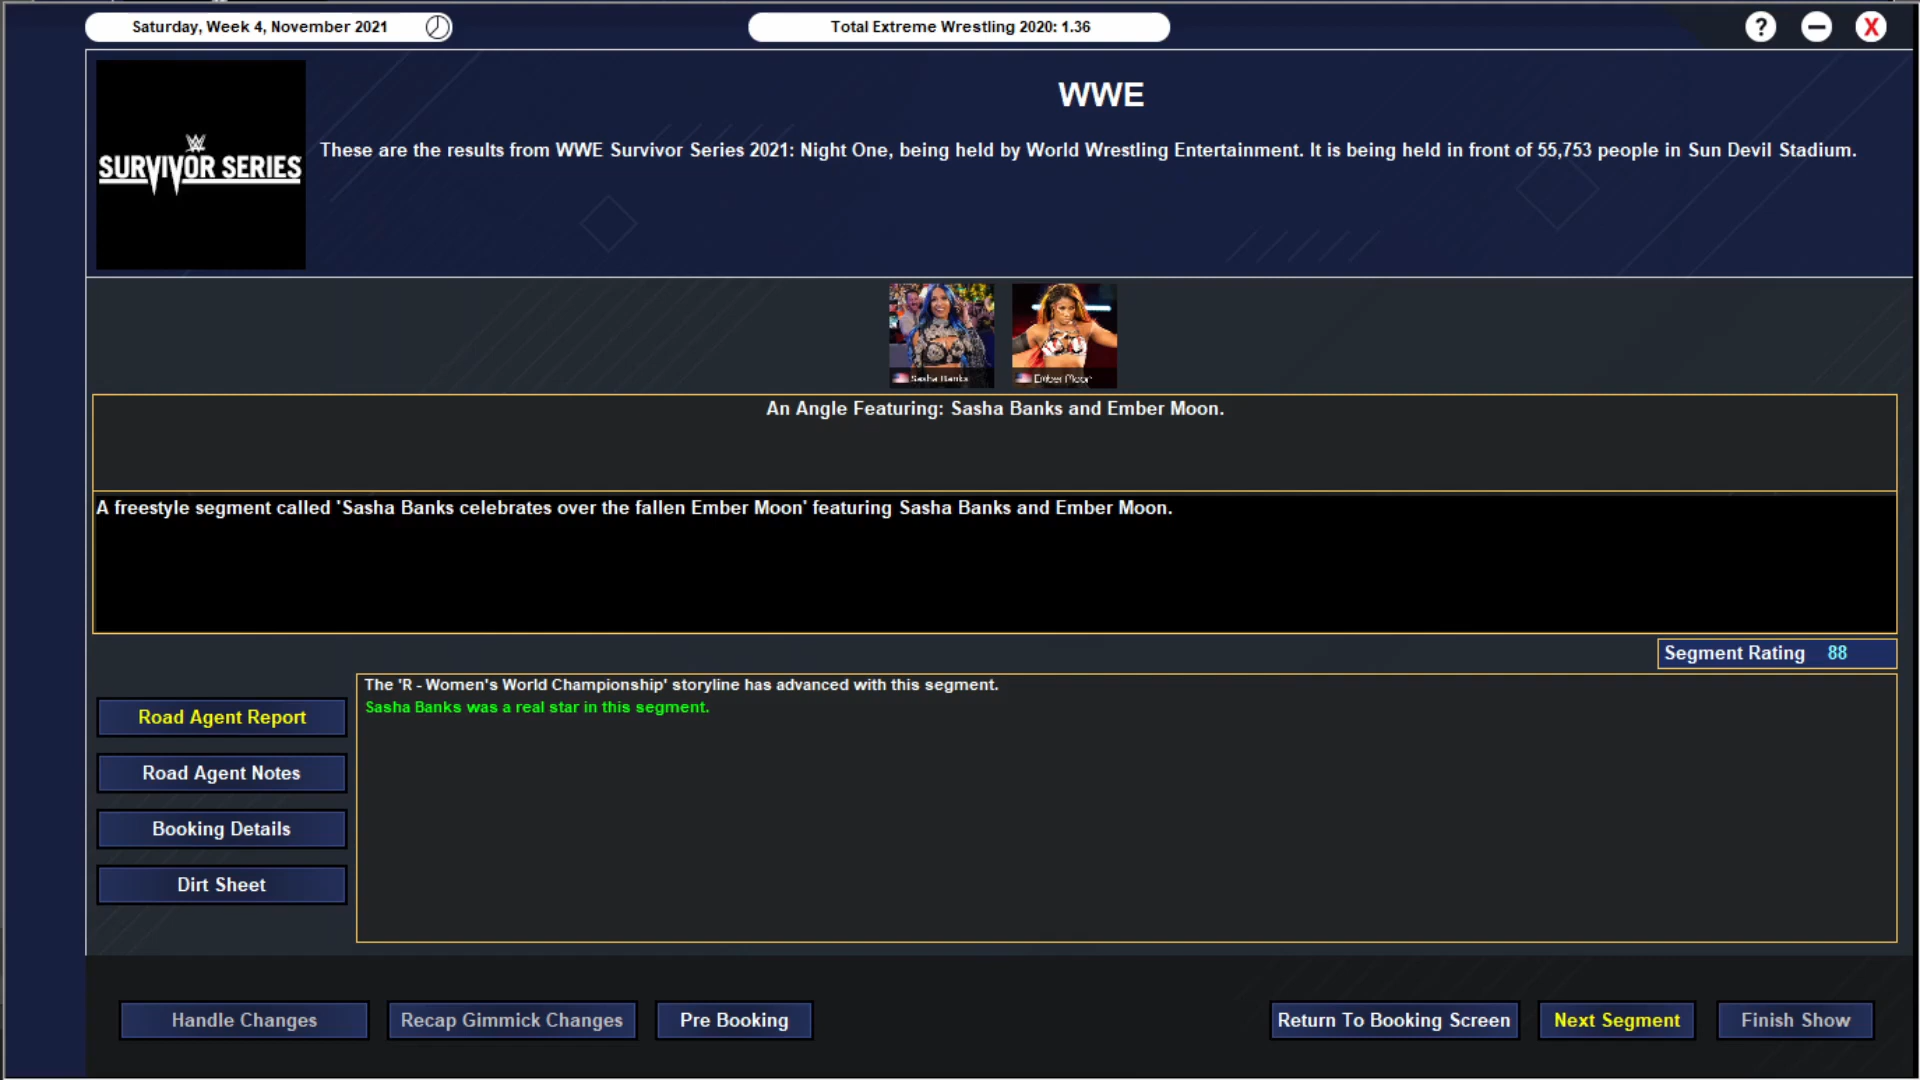 Saturday, Week 4, November 2021
Total Extreme Wrestling 2020: 1.36
?
X
WWE
SURVIVOR SERIES
These are the results from WWE Survivor Series 2021: Night One, being held by World Wrestling Entertainment. It is being held in front of 55,753 people in Sun Devil Stadium.
Sasha Banks
Ember Moon
An Angle Featuring: Sasha Banks and Ember Moon.
A freestyle segment called 'Sasha Banks celebrates over the fallen Ember Moon' featuring Sasha Banks and Ember Moon.
Segment Rating 88
The 'R - Women's World Championship' storyline has advanced with this segment.
Sasha Banks was a real star in this segment.
Road Agent Report
Road Agent Notes
Booking Details
Dirt Sheet
Handle Changes
Recap Gimmick Changes
Pre Booking
Return To Booking Screen
Next Segment
Finish Show